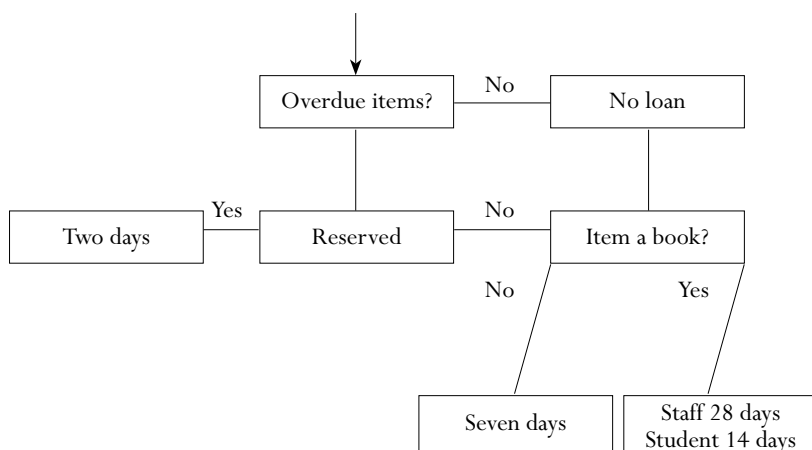 Overdue items?
No
No loan
Two days
Yes
Reserved
No
Item a book?
No
Yes
Seven days
Staff 28 days
Student 14 days